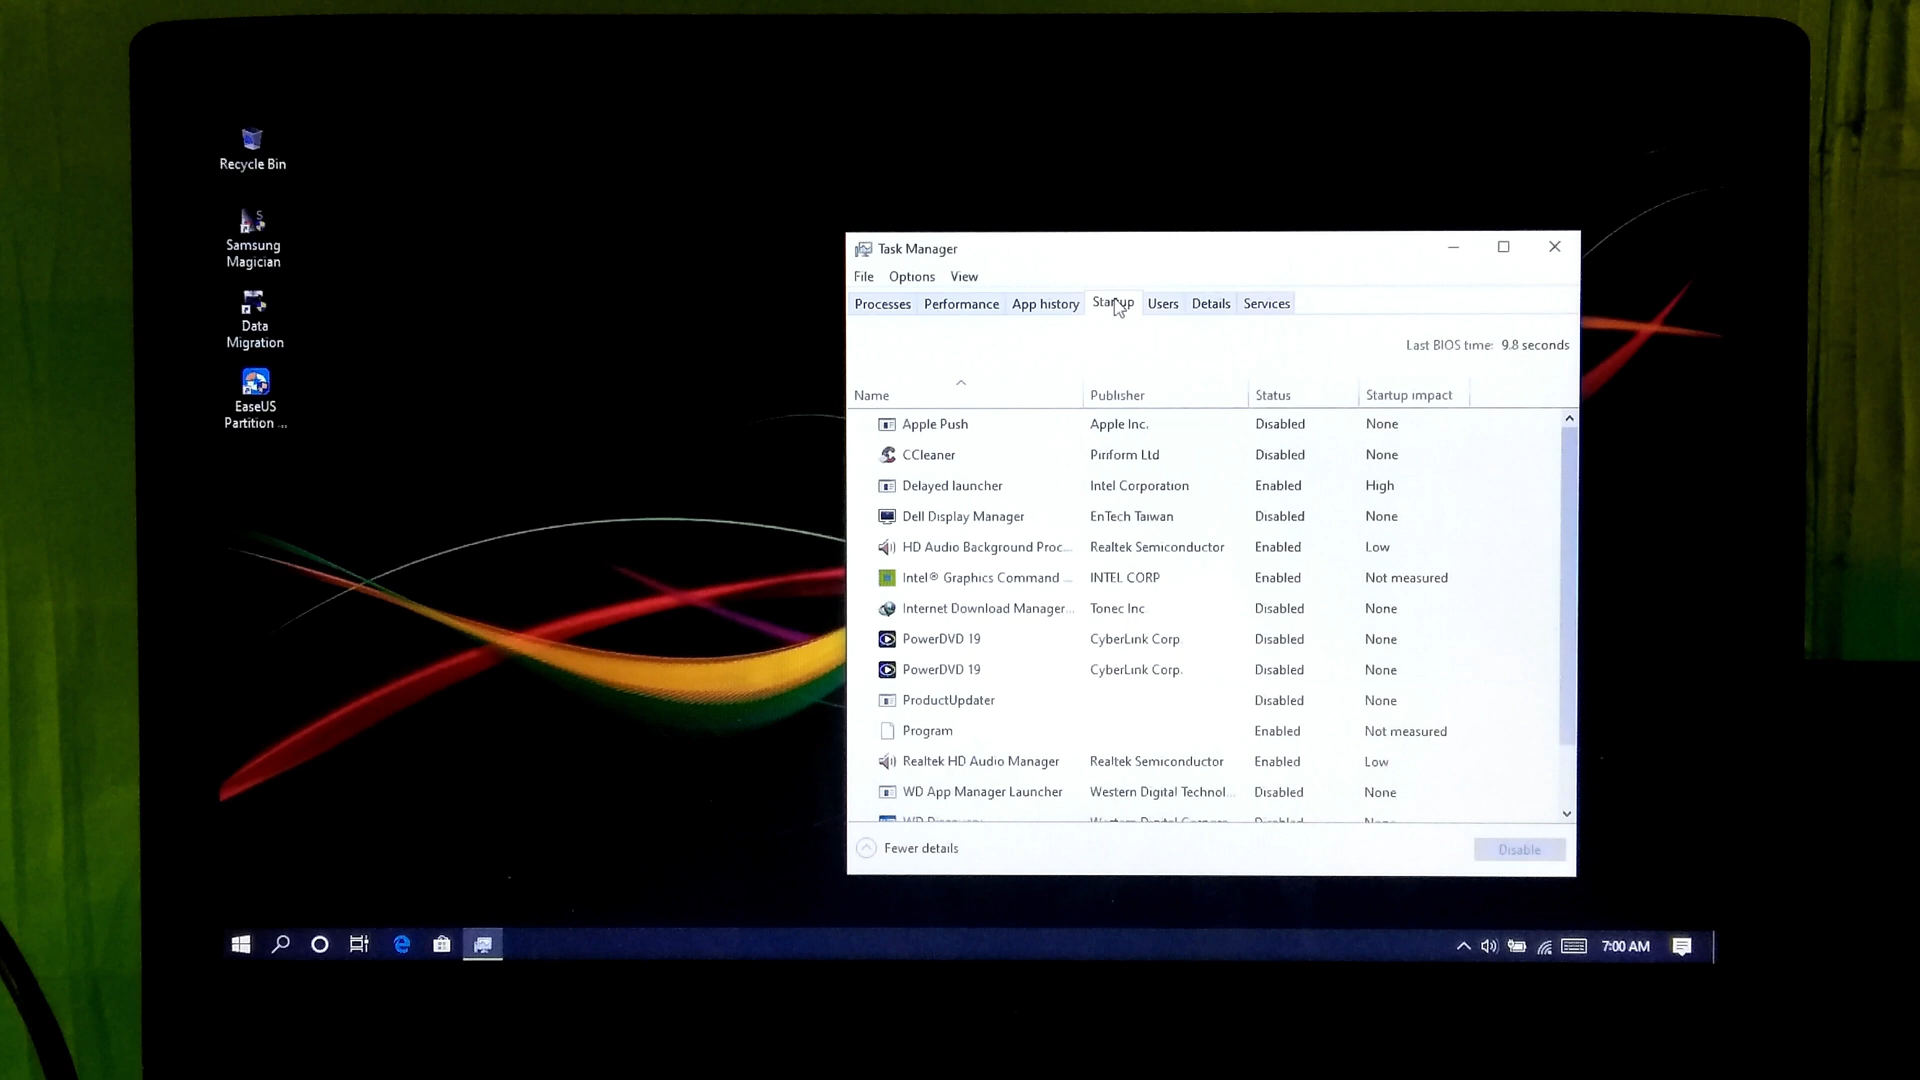 Recycle Bin
Samsung
Magician
Data
Migration
EaseUS
Partition ...
Task Manager
File Options View
Processes Performance App history Startup Users Details Services
Last BIOS time: 9.8 seconds
Name Publisher Status Startup impact
Apple Push Apple Inc. Disabled None
CCleaner Piriform Ltd Disabled None
Delayed launcher Intel Corporation Enabled High
Dell Display Manager EnTech Taiwan Disabled None
HD Audio Background Proc... Realtek Semiconductor Enabled Low
Intel® Graphics Command ... INTEL CORP Enabled Not measured
Internet Download Manager... Tonec Inc Disabled None
PowerDVD 19 CyberLink Corp. Disabled None
PowerDVD 19 CyberLink Corp. Disabled None
ProductUpdater Disabled None
Program Enabled Not measured
Realtek HD Audio Manager Realtek Semiconductor Enabled Low
WD App Manager Launcher Western Digital Technol... Disabled None
Fewer details Disable
7:00 AM